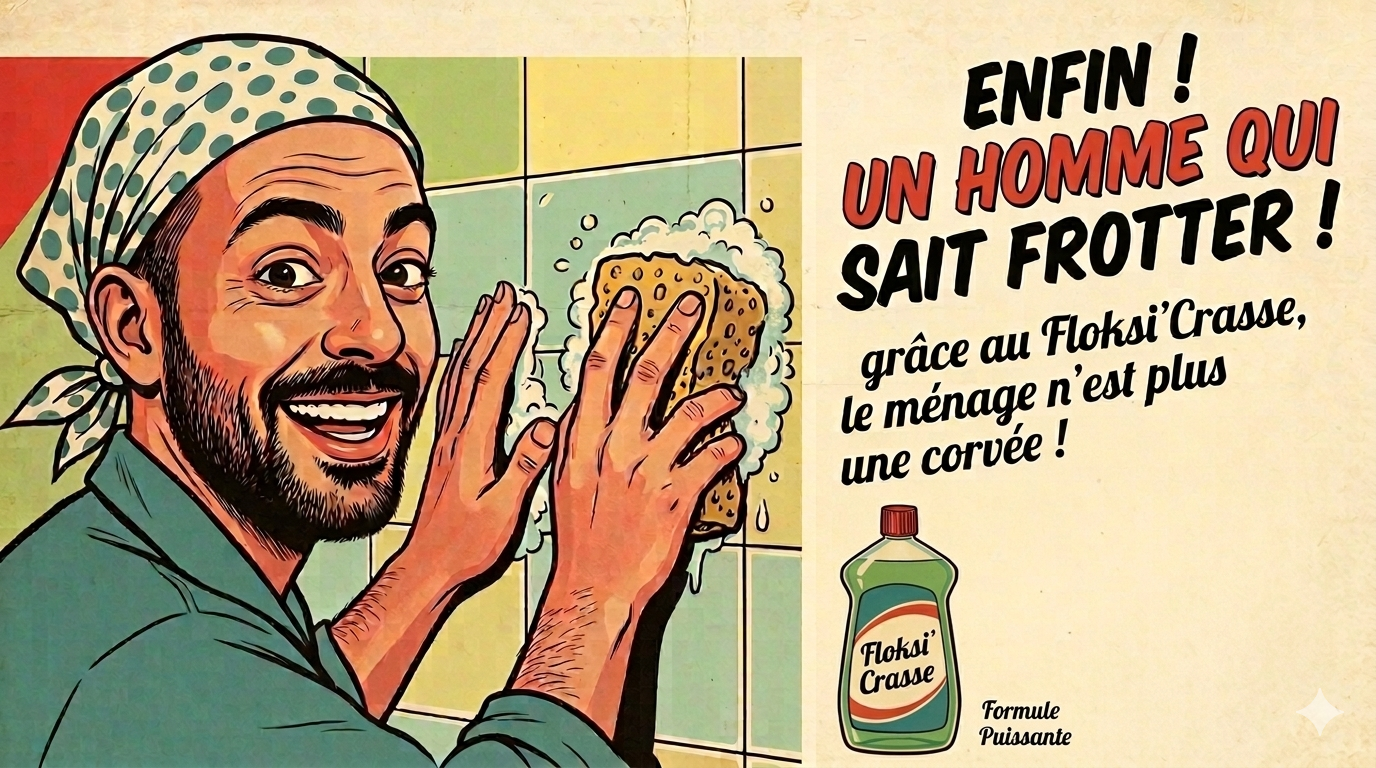 ENFIN !
UN HOMME QUI
SAIT FROTTER !
grâce au Floksi'Crasse,
le ménage n'est plus
une corvée !
Floksi'
Crasse
Formule
Puissante